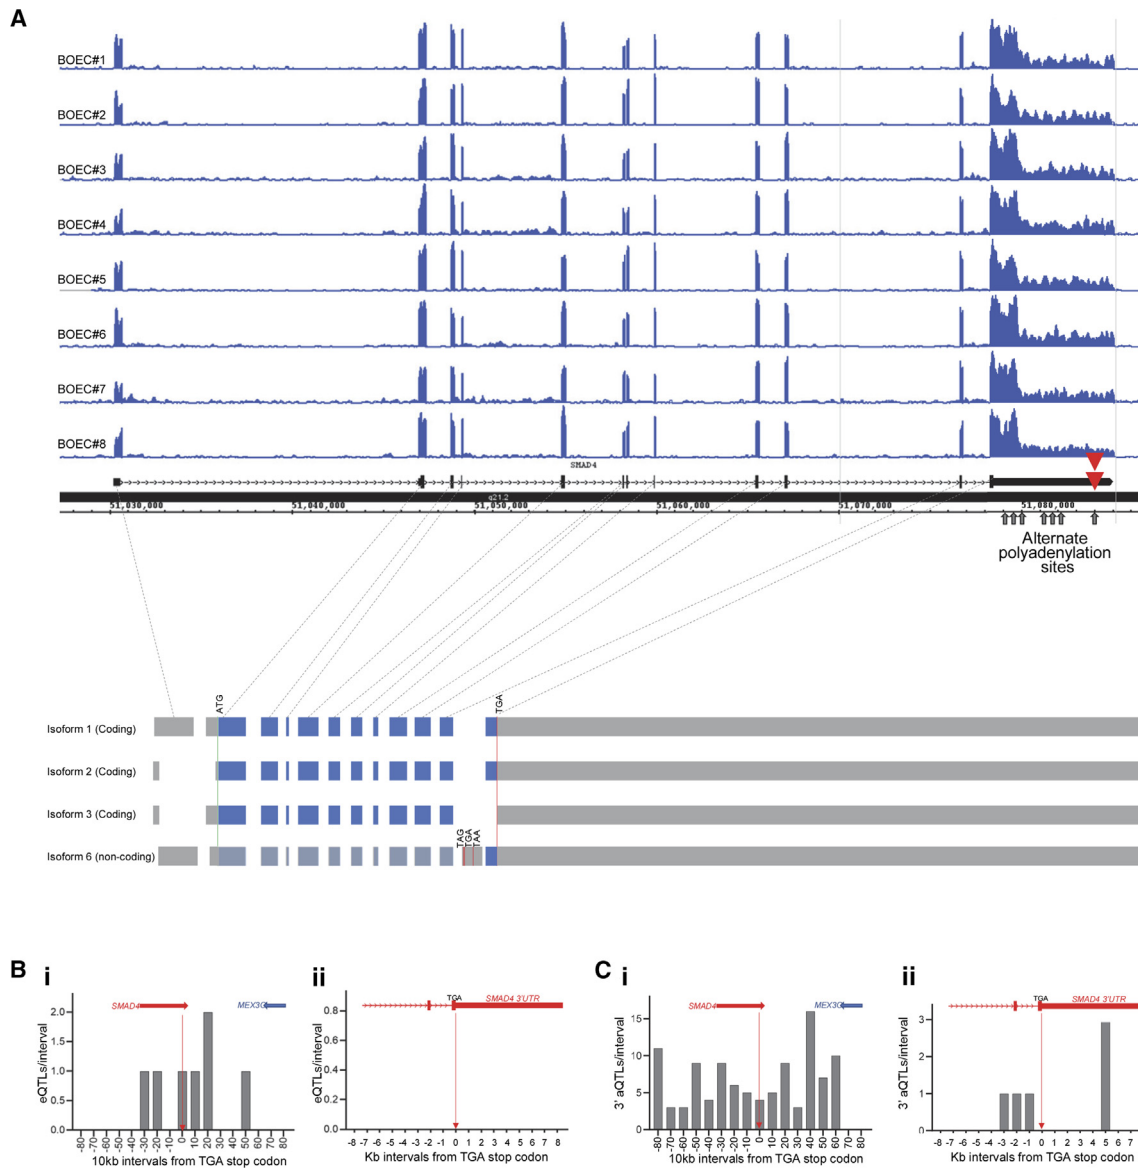 A
BOEC#1
BOEC#2
BOEC#3
BOEC#4
BOEC#5
BOEC#6
BOEC#7
BOEC#8
SMAD4
q21.2
51,030,000 51,040,000 51,050,000 51,060,000 51,070,000 51,080,000
Alternate
polyadenylation
sites
ATG TGA
Isoform 1 (Coding)
Isoform 2 (Coding)
Isoform 3 (Coding)
TAG TGA TAA
Isoform 6 (non-coding)
B i ii C i ii
SMAD4 MEX3C
eQTLs/interval
2.0
1.5
1.0
0.5
0.0
-80 -70 -60 -50 -40 -30 -20 -10 0 10 20 30 40 50 60 70 80
10kb intervals from TGA stop codon
TGA SMAD4 3'UTR
eQTLs/interval
0.8
0.6
0.4
0.2
0.0
-8 -7 -6 -5 -4 -3 -2 -1 0 1 2 3 4 5 6 7 8
Kb intervals from TGA stop codon
SMAD4 MEX3C
3' aQTLs/interval
15
10
5
0
-80 -70 -60 -50 -40 -30 -20 -10 0 10 20 30 40 50 60 70 80
10kb intervals from TGA stop codon
TGA SMAD4 3'UTR
3' aQTLs/interval
3
2
1
0
-8 -7 -6 -5 -4 -3 -2 -1 0 1 2 3 4 5 6 7
Kb intervals from TGA stop codon